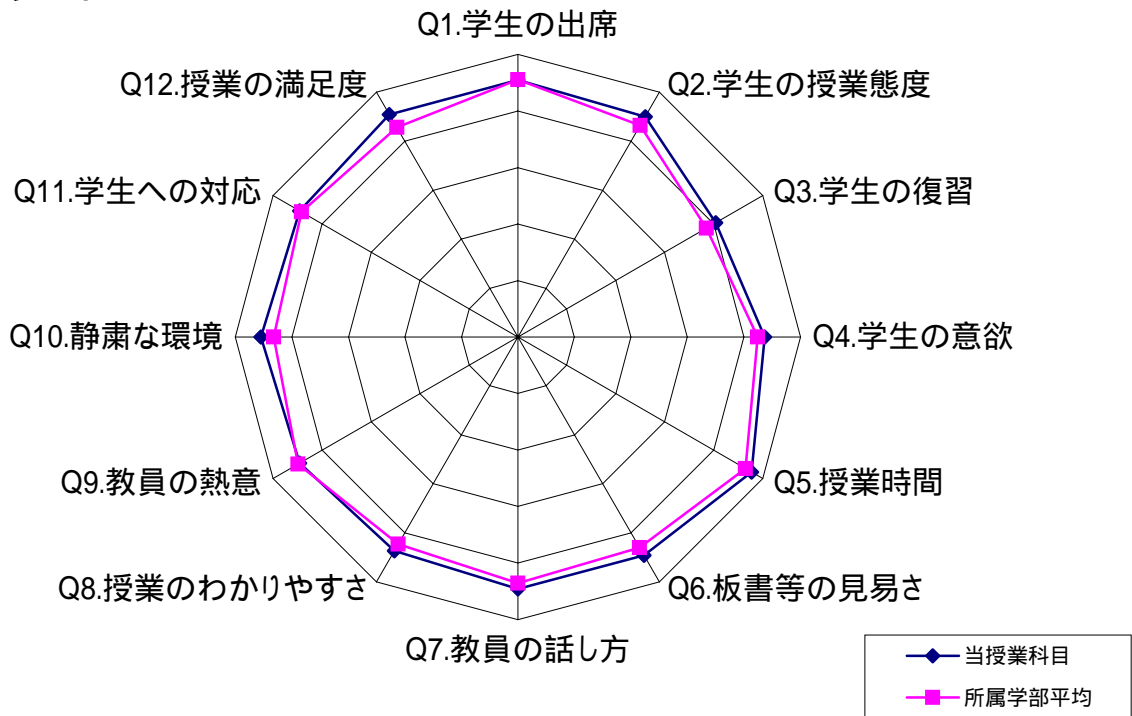 Q1.学生の出席
Q2.学生の授業態度
Q3.学生の復習
Q4.学生の意欲
Q5.授業時間
Q6.板書等の見易さ
Q7.教員の話し方
Q8.授業のわかりやすさ
Q9.教員の熱意
Q10.静粛な環境
Q11.学生への対応
Q12.授業の満足度
当授業科目
所属学部平均